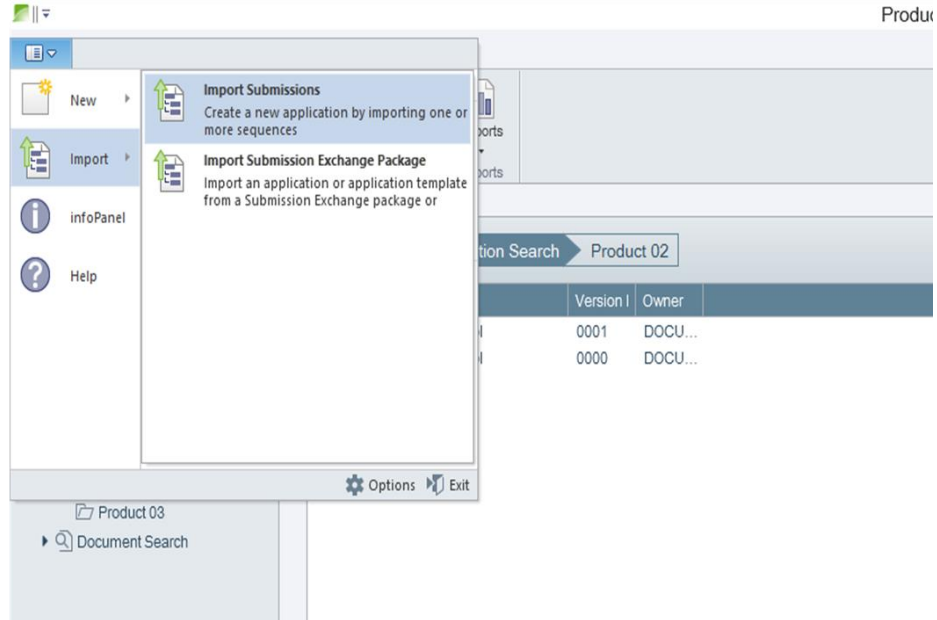 Produc
New
Import
infoPanel
Help
Import Submissions
Create a new application by importing one or
more sequences
Import Submission Exchange Package
Import an application or application template
from a Submission Exchange package or
Options
Exit
ports
ports
tion Search
Product 02
Version I
Owner
0001
DOCU...
0000
DOCU...
Product 03
Document Search